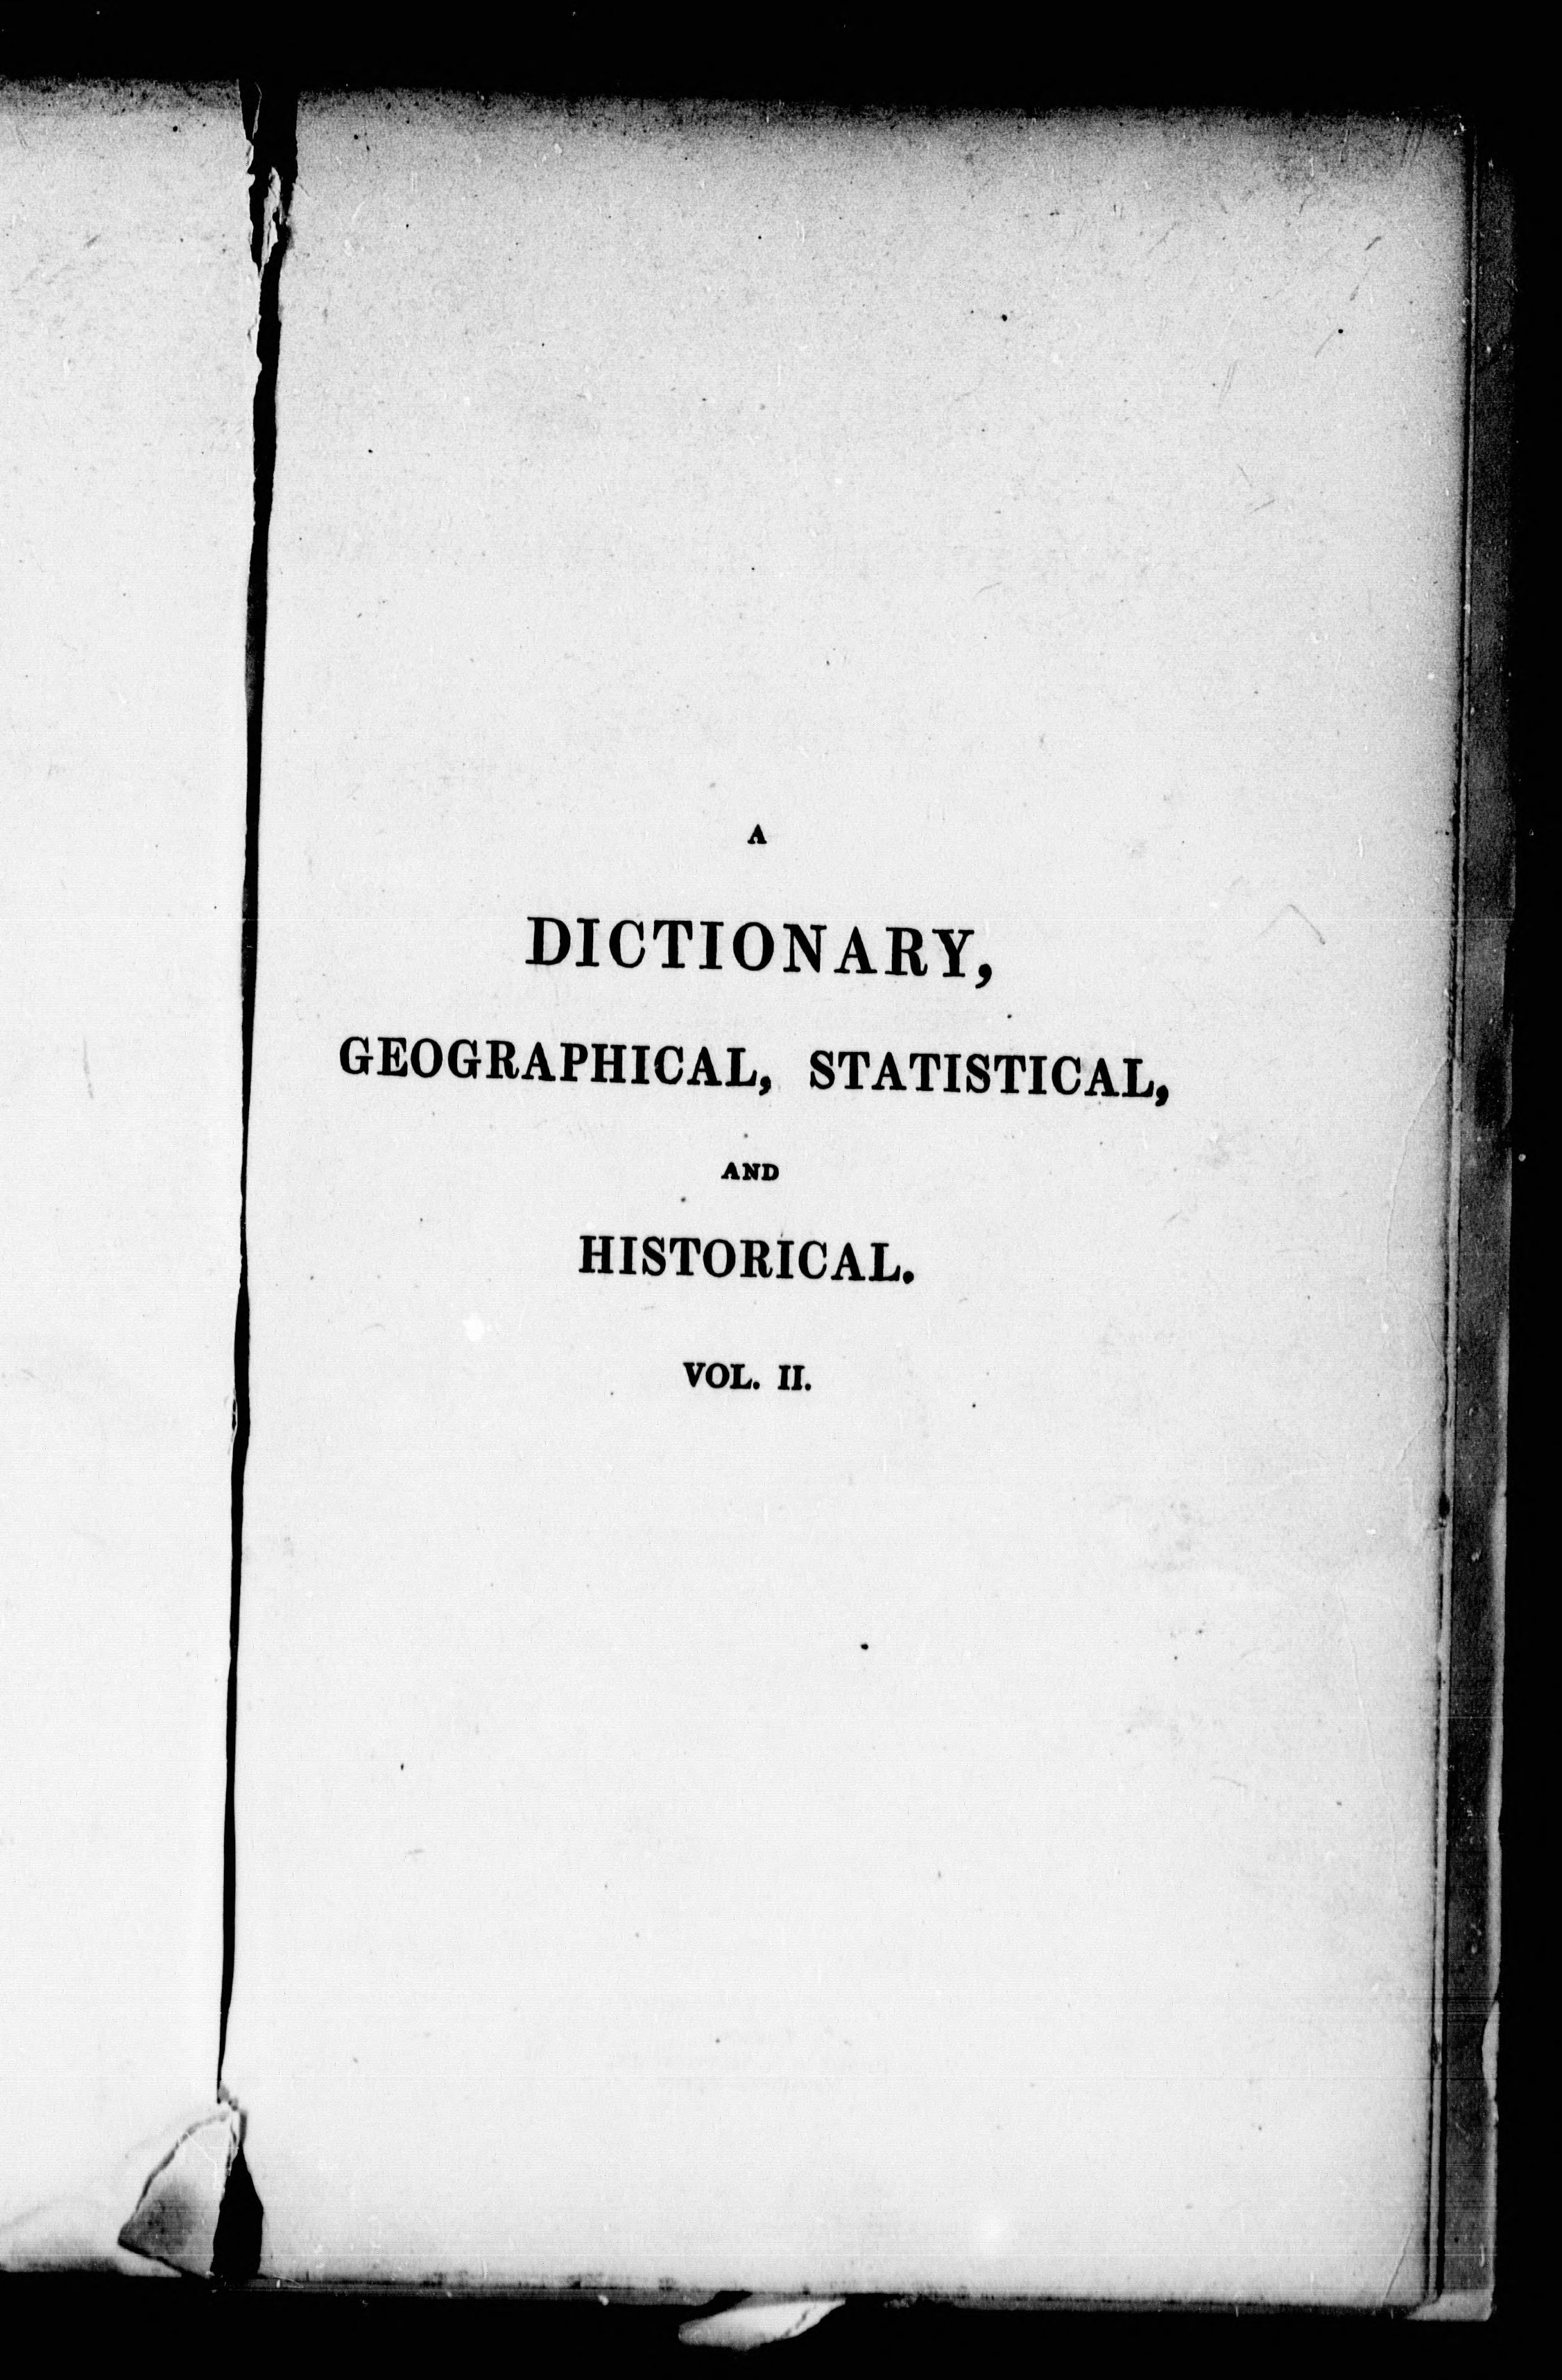 A
DICTIONARY,
GEOGRAPHICAL, STATISTICAL,
AND
HISTORICAL.
VOL. II.